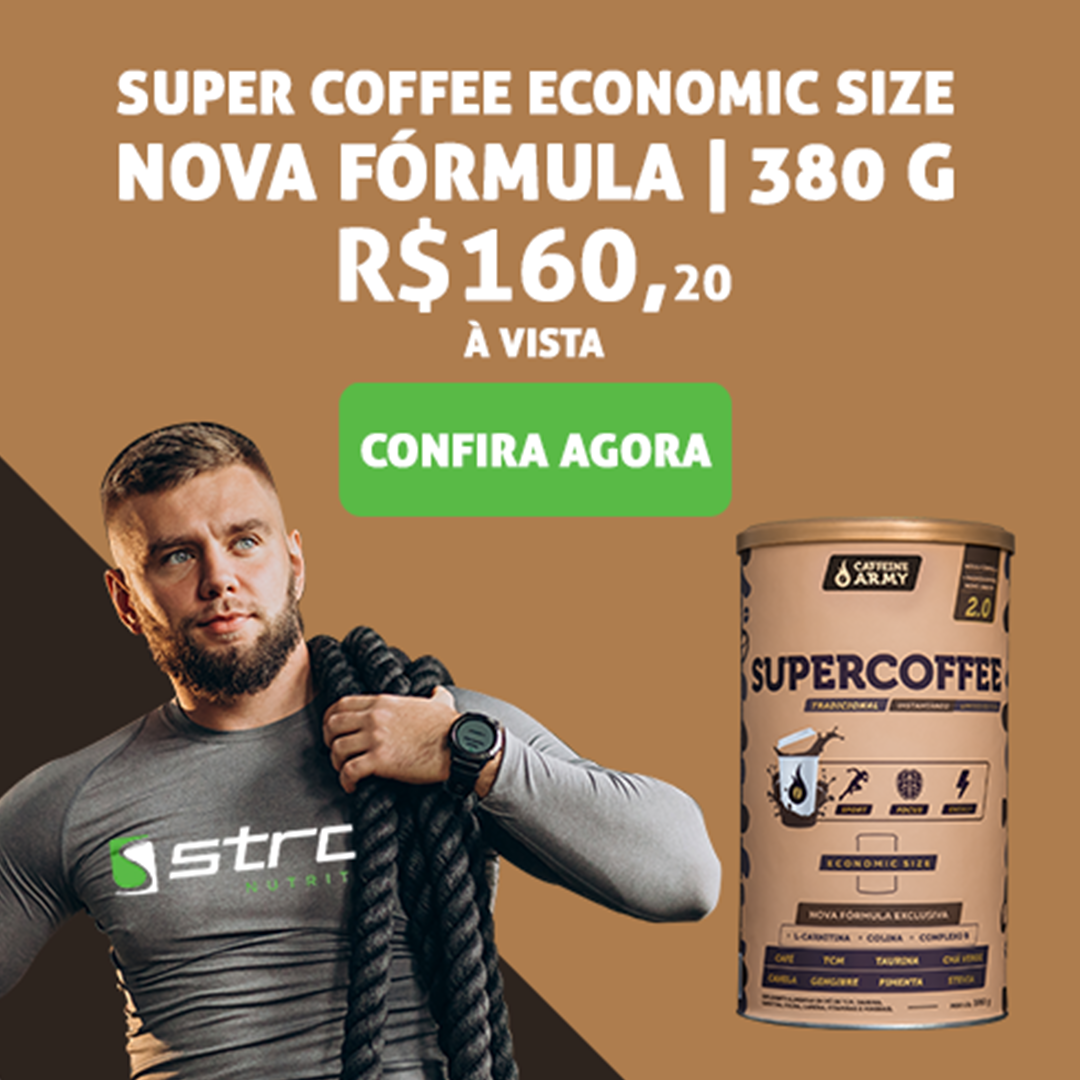 SUPER COFFEE ECONOMIC SIZE
NOVA FÓRMULA | 380 G
R$160,20
À VISTA
CONFIRA AGORA
CAFFEINE
ARMY
2.0
SUPERCOFFEE
TRADICIONAL INSTANTÂNEO
SPORT FOCUS ENERGY
ECONOMIC SIZE
NOVA FÓRMULA EXCLUSIVA
• L-CARNITINA • COLINA • COMPLEXO B
CAFÉ TCM TAURINA CHÁ VERDE
CANELA GENGIBRE PIMENTA STEVIA
strc
NUTRIT